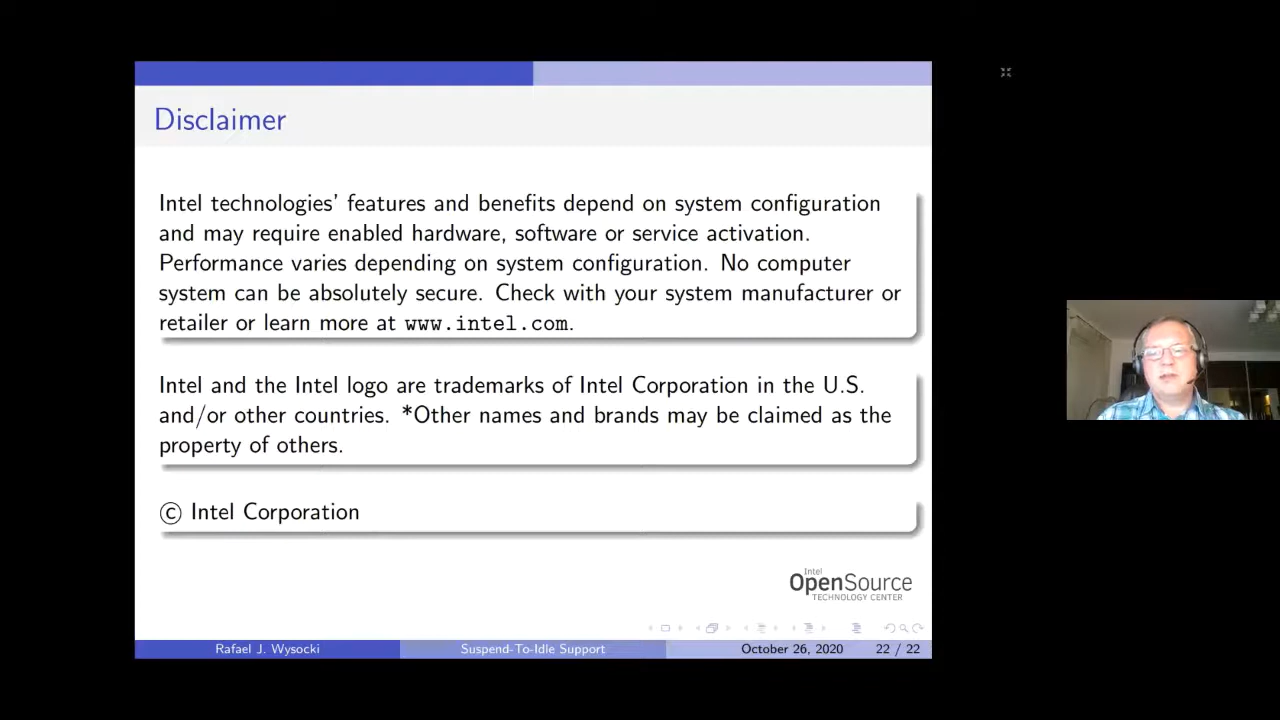 Disclaimer
Intel technologies’ features and benefits depend on system configuration
and may require enabled hardware, software or service activation.
Performance varies depending on system configuration. No computer
system can be absolutely secure. Check with your system manufacturer or
retailer or learn more at www.intel.com.
Intel and the Intel logo are trademarks of Intel Corporation in the U.S.
and/or other countries. *Other names and brands may be claimed as the
property of others.
© Intel Corporation
Intel
OpenSource
TECHNOLOGY CENTER
Rafael J. Wysocki Suspend-To-Idle Support October 26, 2020 22 / 22